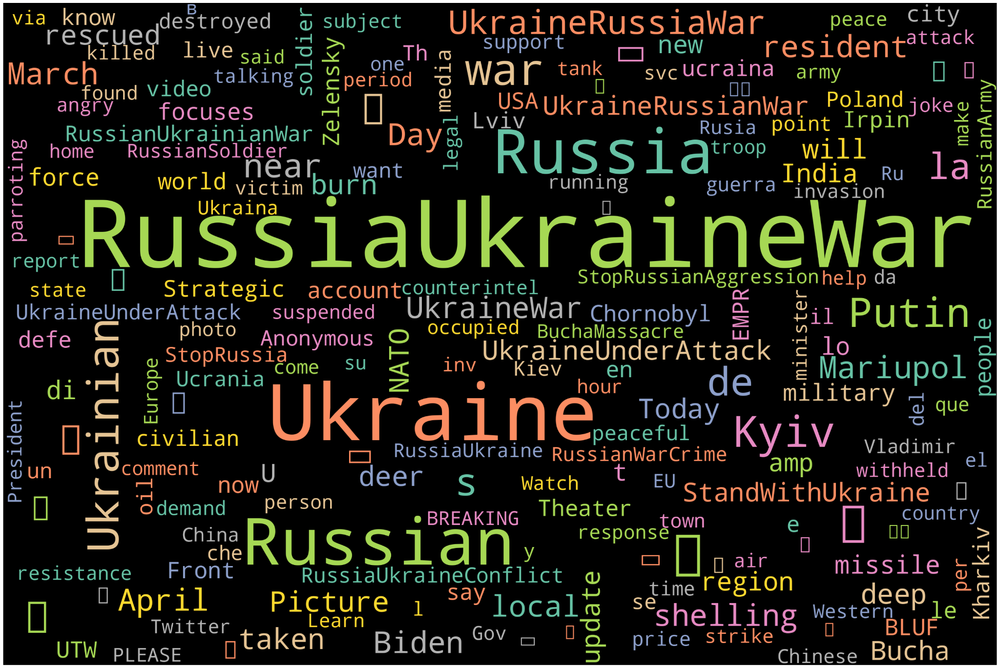 via know B destroyed subject UkraineRussiaWar peace city
rescued soldier support new resident attack
killed live said Zelensky Th
March talking one media war tank svc ucraina army
found video period
angry focuses USA UkraineRussianWar Poland joke make RussianArmy
RussianUkrainianWar Day legal Lviv Rusia point Irpin
parroting home RussianSoldier near Russia troop will la
force world victim burn want running guerra India Ru
Ukraina invasion
RussiaUkraineWar
report StopRussianAggression help da
state Strategic account counterintel EMPR minister
UkraineUnderAttack suspended UkraineWar Chornobyl il Putin people
defe photo Anonymous NATO occupied BuchaMassacre lo
Ukrainian StopRussia su inv UkraineUnderAttack
Europe Ucrania come Kiev en de Mariupol
di Ukraine hour military
President Today del que
civilian peaceful Kyiv
RussiaUkraine RussianWarCrime Vladimir
un comment U deer s t amp withheld el
oil now Watch EU StandWithUkraine
demand person Theater country
BREAKING town
China Russian response e Kharkiv
che y
resistance Front RussiaUkraineConflict update air missile per
April Picture say region
l local time se deep
Twitter Learn shelling Western le
taken Biden Gov price strike BLUF
UTW PLEASE Chinese Bucha